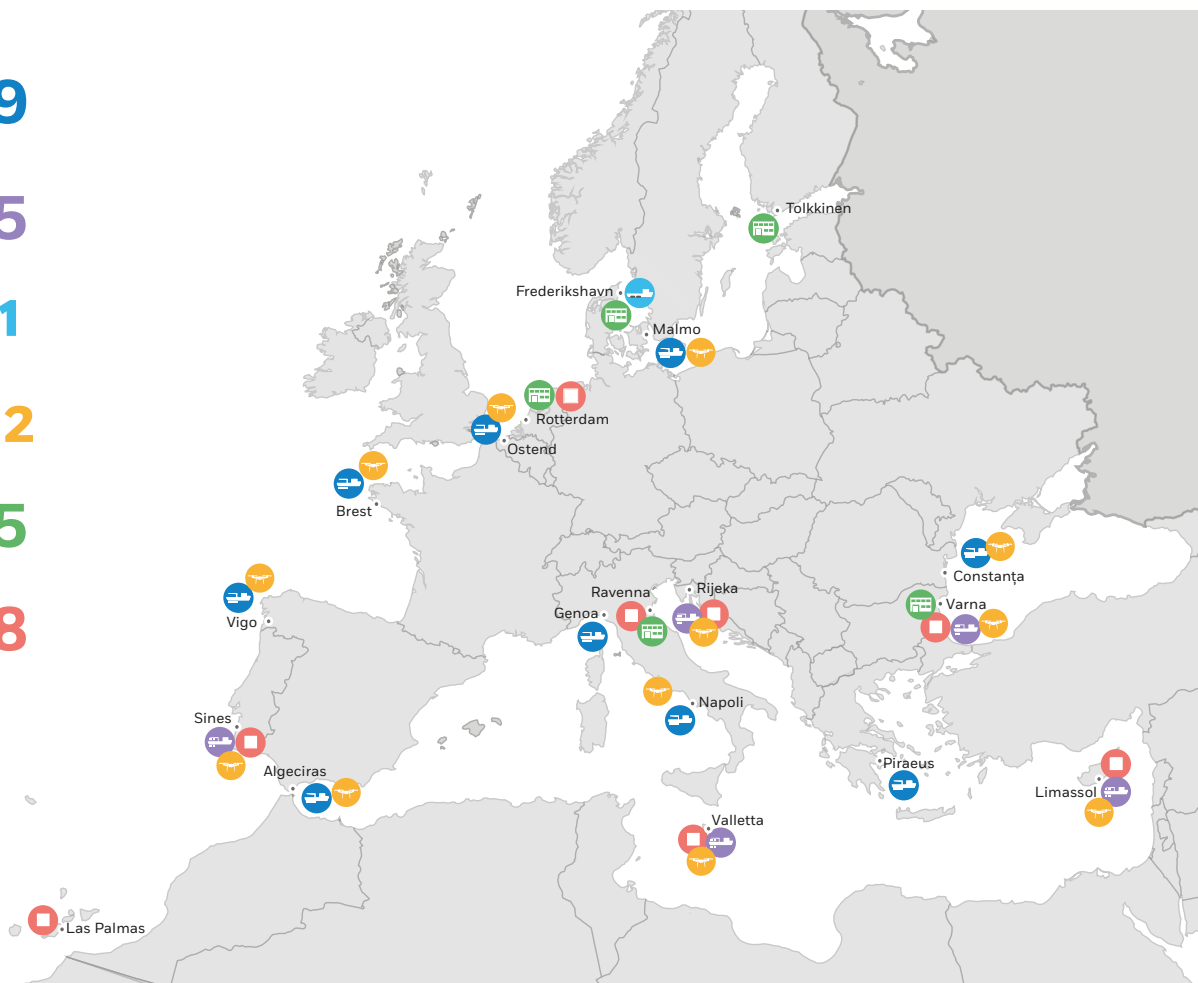 9
5
1
2
5
8
Tolkkinen
Frederikshavn
Malmo
Rotterdam
Ostend
Brest
Constanța
Ravenna
Rijeka
Varna
Genoa
Vigo
Napoli
Sines
Piraeus
Algeciras
Limassol
Valletta
Las Palmas